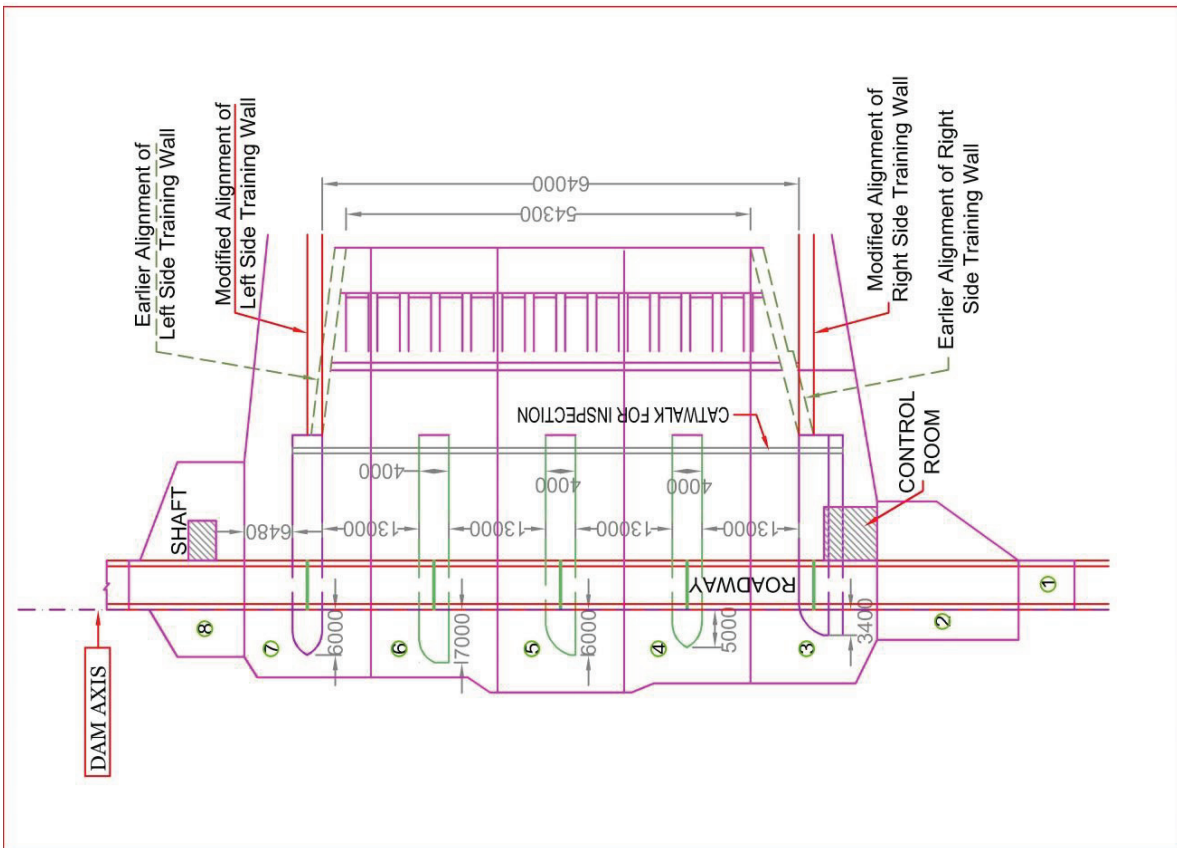 Earlier Alignment of
Left Side Training Wall
Modified Alignment of
Left Side Training Wall
Modified Alignment of
Right Side Training Wall
Earlier Alignment of Right
Side Training Wall
64000
54300
CATWALK FOR INSPECTION
SHAFT
CONTROL
ROOM
4000
4000
4000
6480
13000
13000
13000
13000
ROADWAY
6000
7000
6000
5000
3400
8
7
6
5
4
3
2
1
DAM AXIS